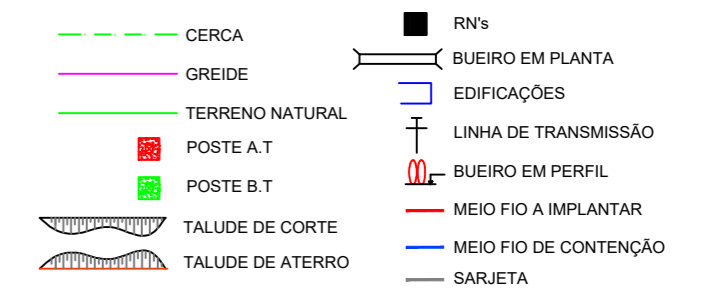 CERCA
GREIDE
TERRENO NATURAL
POSTE A.T
POSTE B.T
TALUDE DE CORTE
TALUDE DE ATERRO
RN's
BUEIRO EM PLANTA
EDIFICAÇÕES
LINHA DE TRANSMISSÃO
BUEIRO EM PERFIL
MEIO FIO A IMPLANTAR
MEIO FIO DE CONTENÇÃO
SARJETA